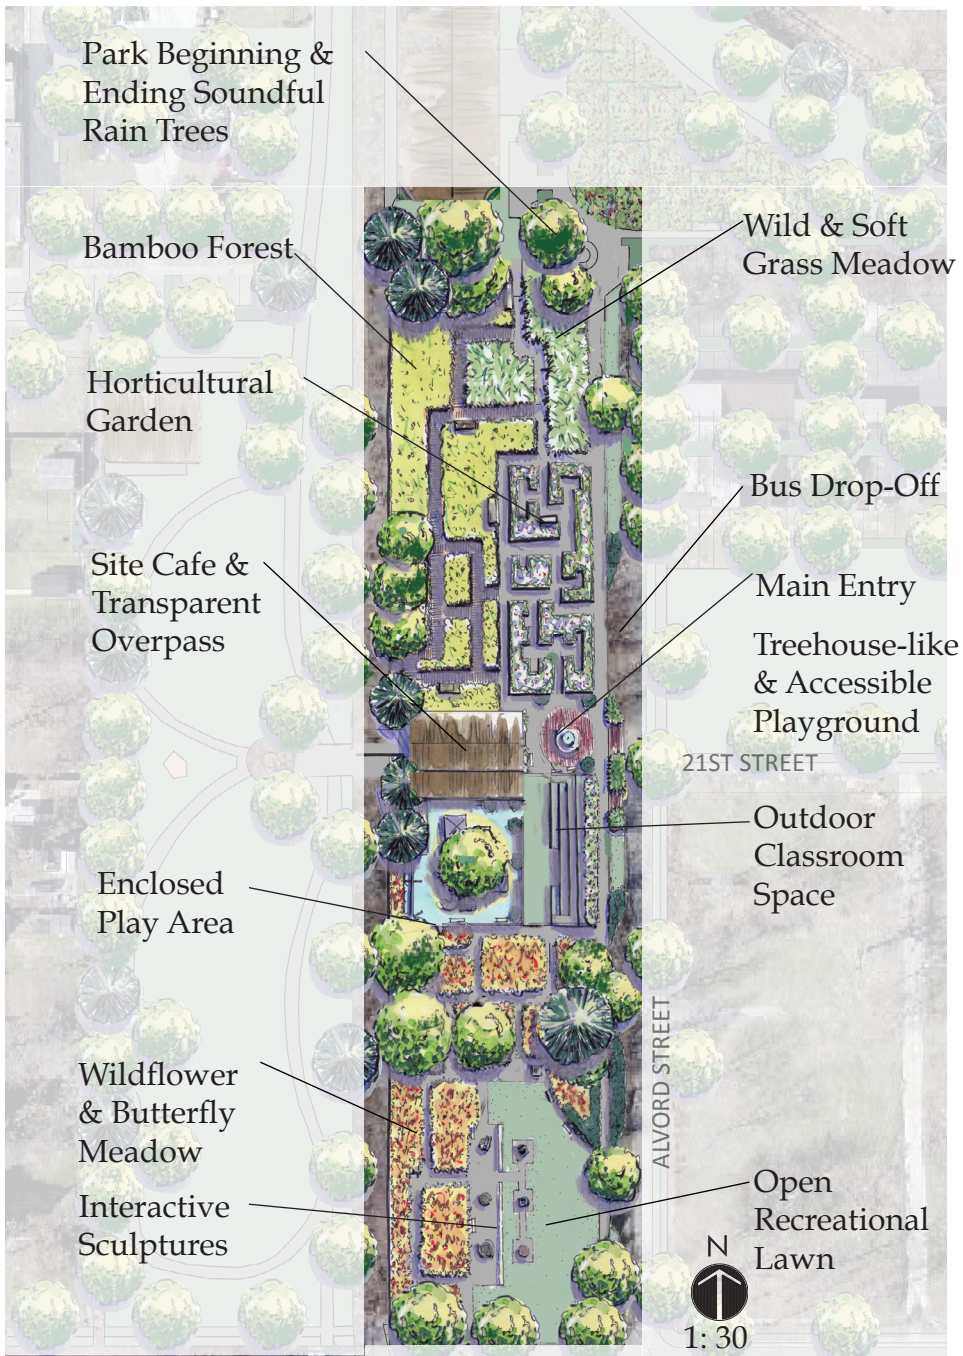 Park Beginning &
Ending Soundful
Rain Trees
Wild & Soft
Grass Meadow
Bamboo Forest
Horticultural
Garden
Bus Drop-Off
Site Cafe &
Transparent
Overpass
Main Entry
Treehouse-like
& Accessible
Playground
21ST STREET
Outdoor
Classroom
Space
Enclosed
Play Area
ALVORD STREET
Wildflower
& Butterfly
Meadow
Interactive
Sculptures
Open
Recreational
Lawn
N
1: 30